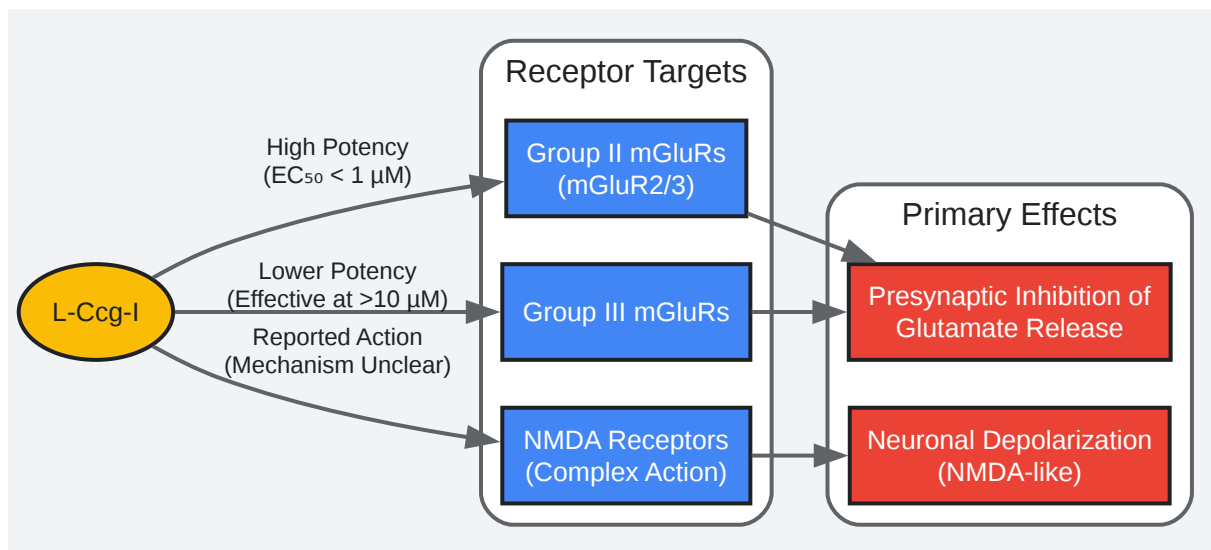 L-Ccg-I
High Potency
(EC₅₀ < 1 µM)
Lower Potency
(Effective at >10 µM)
Reported Action
(Mechanism Unclear)
Receptor Targets
Group II mGluRs
(mGluR2/3)
Group III mGluRs
NMDA Receptors
(Complex Action)
Primary Effects
Presynaptic Inhibition of
Glutamate Release
Neuronal Depolarization
(NMDA-like)